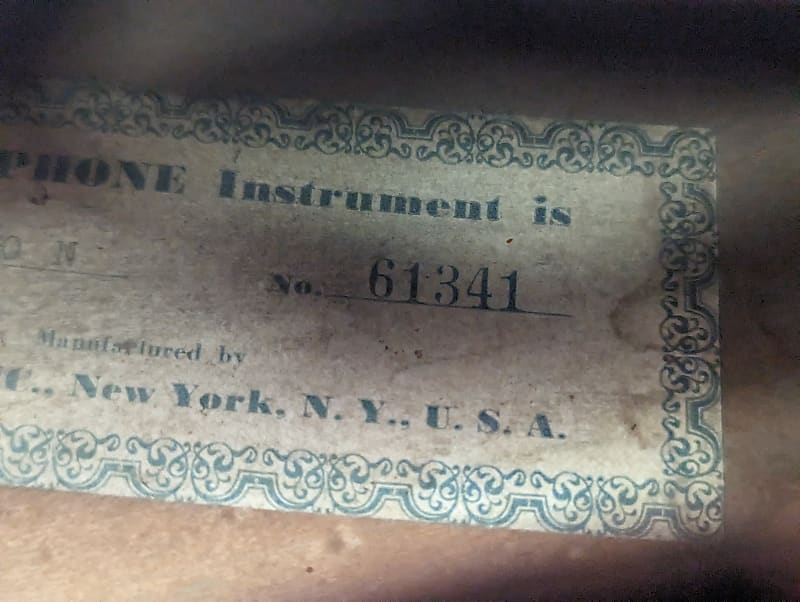 PHONE Instrument is
O N
No. 61341
Manufactured by
C., New York, N. Y., U. S. A.